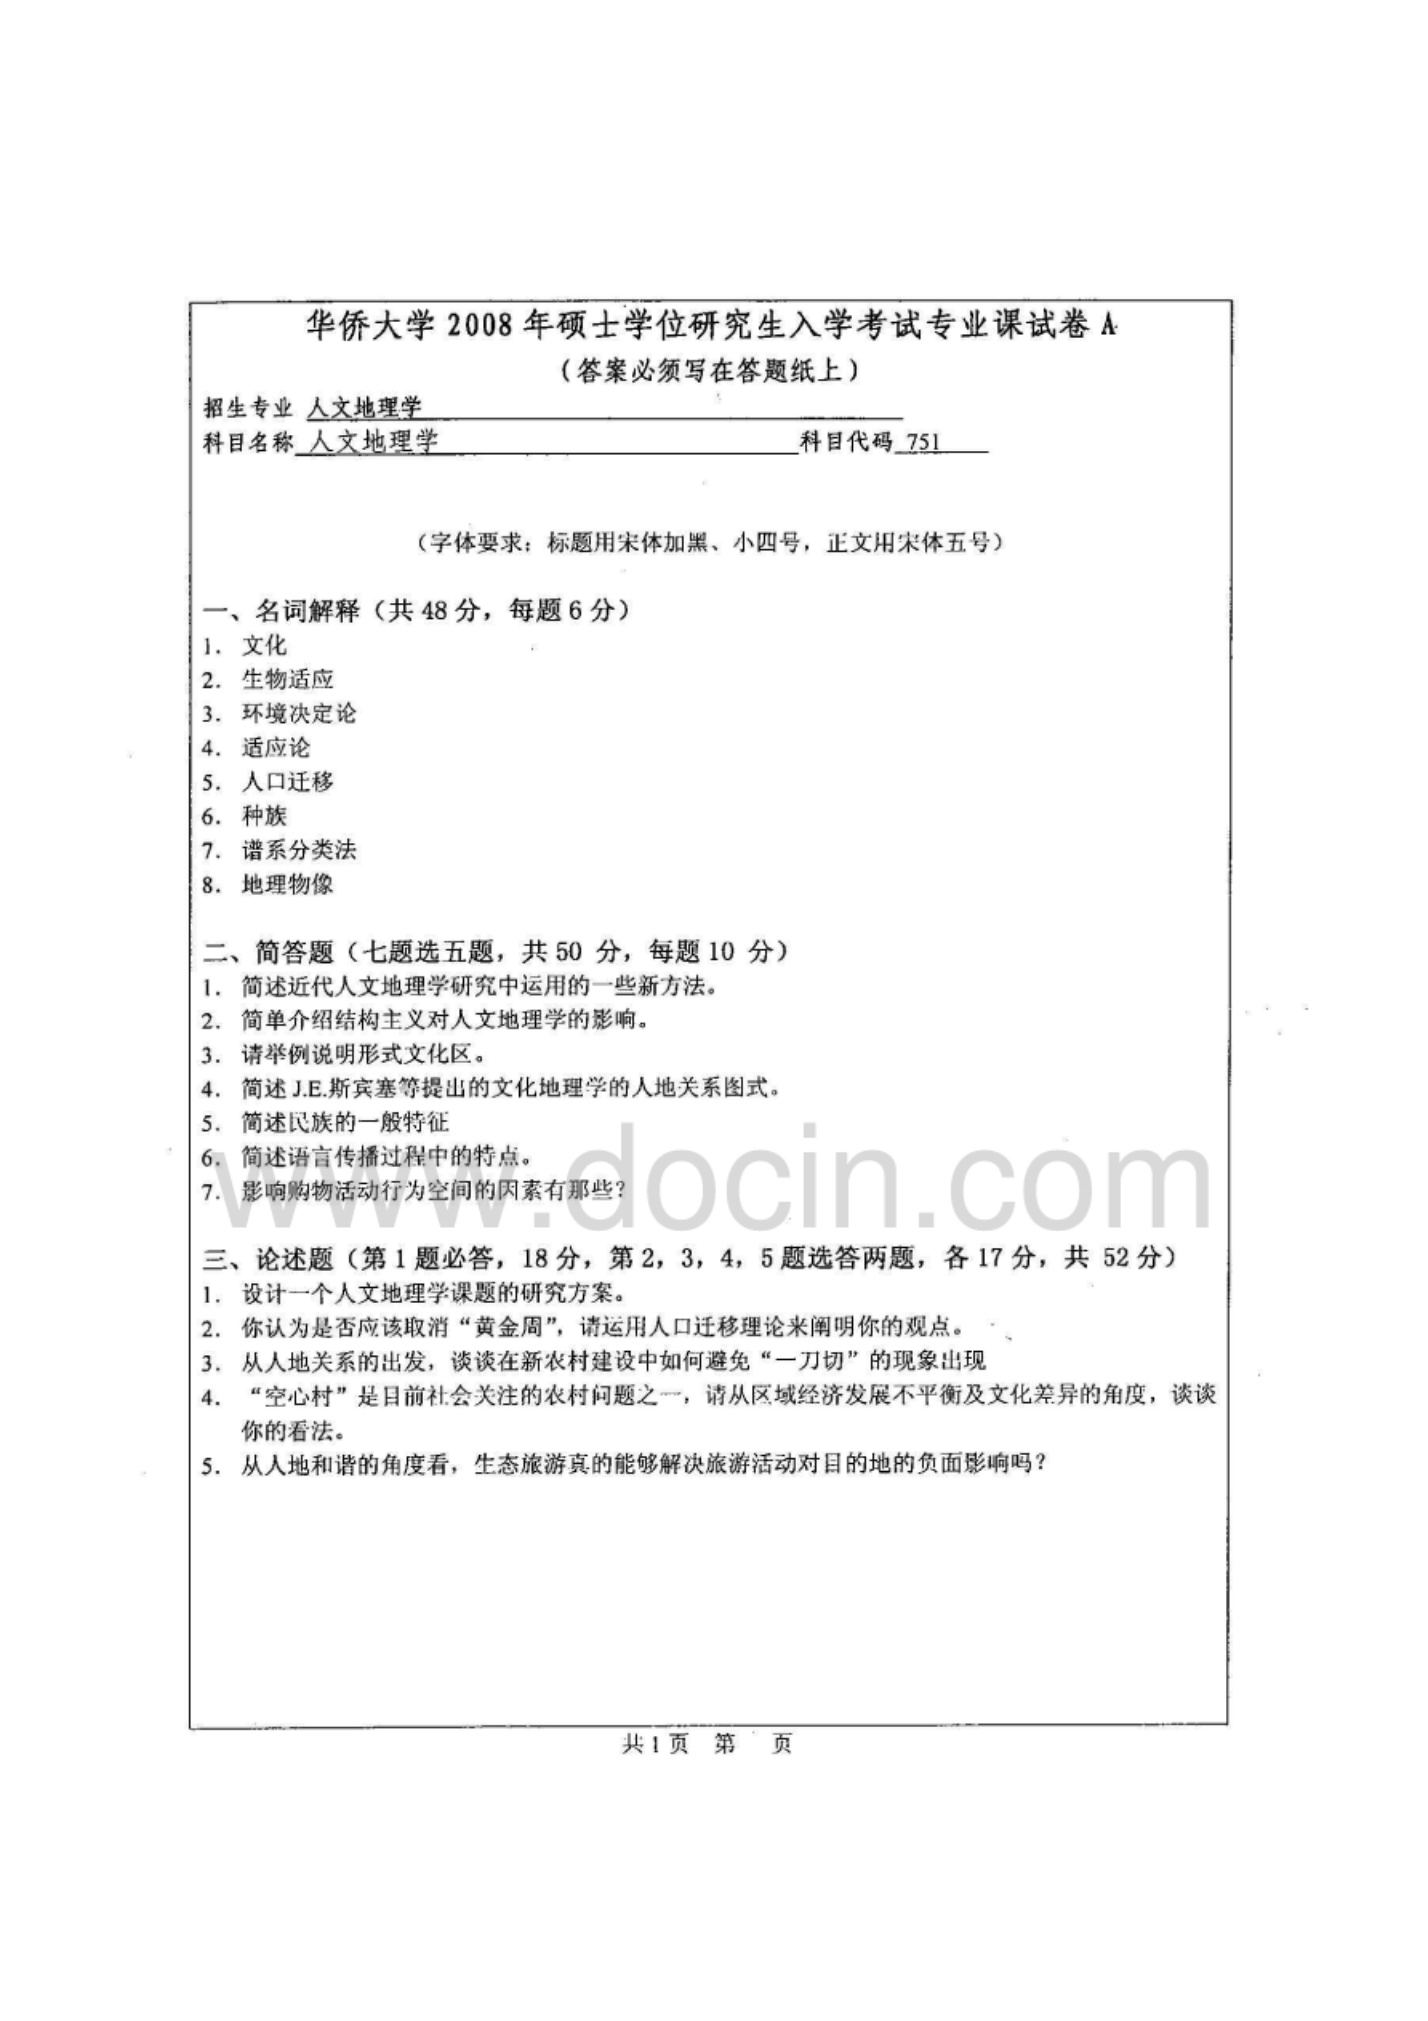 华侨大学 2008 年硕士学位研究生入学考试专业课试卷 A
（答案必须写在答题纸上）
招生专业 人文地理学
科目名称 人文地理学 科目代码 751
（字体要求：标题用宋体加黑、小四号，正文用宋体五号）
一、名词解释（共 48 分，每题 6 分）
1. 文化
2. 生物适应
3. 环境决定论
4. 适应论
5. 人口迁移
6. 种族
7. 谱系分类法
8. 地理物像
二、简答题（七题选五题，共 50 分，每题 10 分）
1. 简述近代人文地理学研究中运用的一些新方法。
2. 简单介绍结构主义对人文地理学的影响。
3. 请举例说明形式文化区。
4. 简述 J.E.斯宾塞等提出的文化地理学的人地关系图式。
5. 简述民族的一般特征
6. 简述语言传播过程中的特点。
7. 影响购物活动行为空间的因素有那些？
www.docin.com
三、论述题（第 1 题必答，18 分，第 2，3，4，5 题选答两题，各 17 分，共 52 分）
1. 设计一个人文地理学课题的研究方案。
2. 你认为是否应该取消“黄金周”，请运用人口迁移理论来阐明你的观点。
3. 从人地关系的出发，谈谈在新农村建设中如何避免“一刀切”的现象出现
4. “空心村”是目前社会关注的农村问题之一，请从区域经济发展不平衡及文化差异的角度，谈谈
你的看法。
5. 从人地和谐的角度看，生态旅游真的能够解决旅游活动对目的地的负面影响吗？
共 1 页 第 页